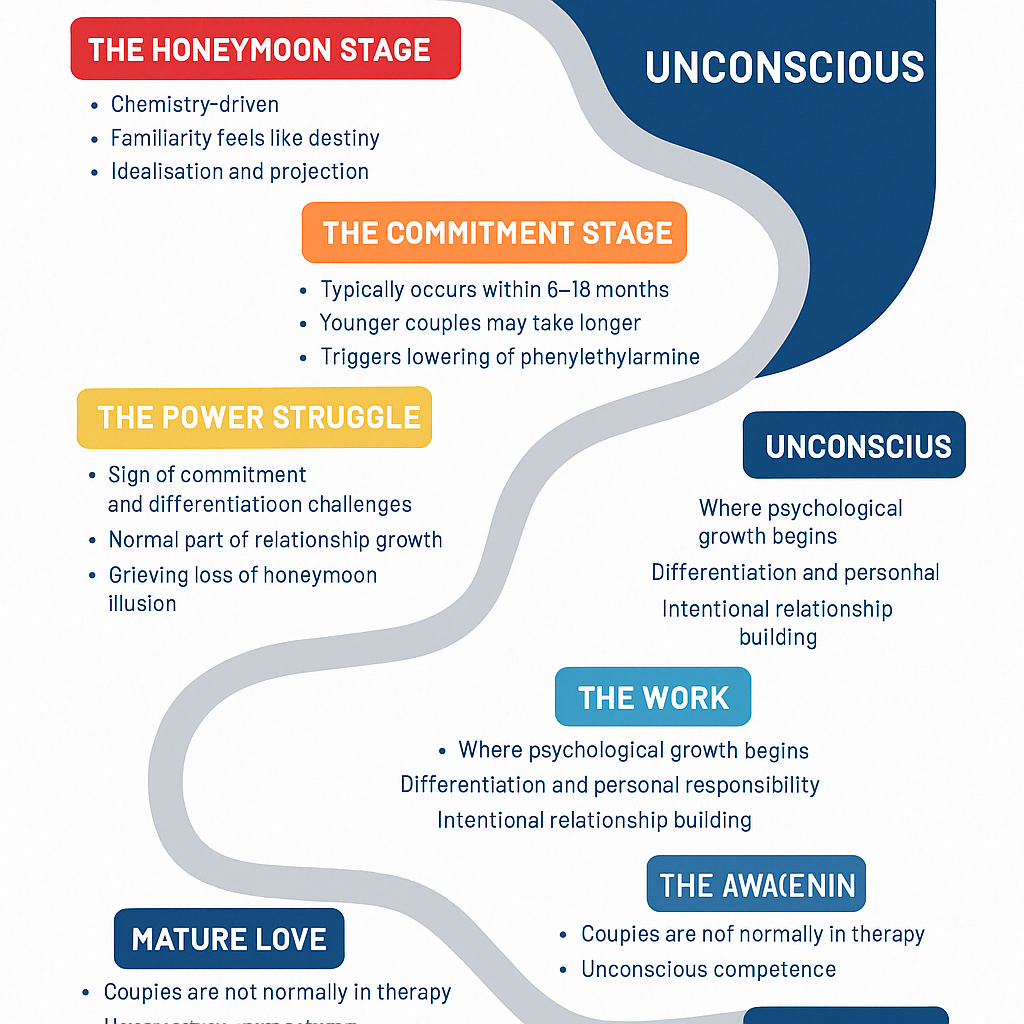 THE HONEYMOON STAGE
UNCONSCIOUS
• Chemistry-driven
• Familiarity feels like destiny
• Idealisation and projection
THE COMMITMENT STAGE
• Typically occurs within 6–18 months
• Younger couples may take longer
• Triggers lowering of phenylethylarmine
THE POWER STRUGGLE
• Sign of commitment
and differentiatioon challenges
• Normal part of relationship growth
• Grieving loss of honeymoon
illusion
UNCONSCIUS
Where psychological
growth begins
Differentiation and personhal
Intentional relationship
building
THE WORK
• Where psychological growth begins
Differentiation and personal responsibility
Intentional relationship building
THE AWA(ENIN
• Coupies are nof normally in therapy
• Unconscious competence
MATURE LOVE
• Coupies are not normally in therapy